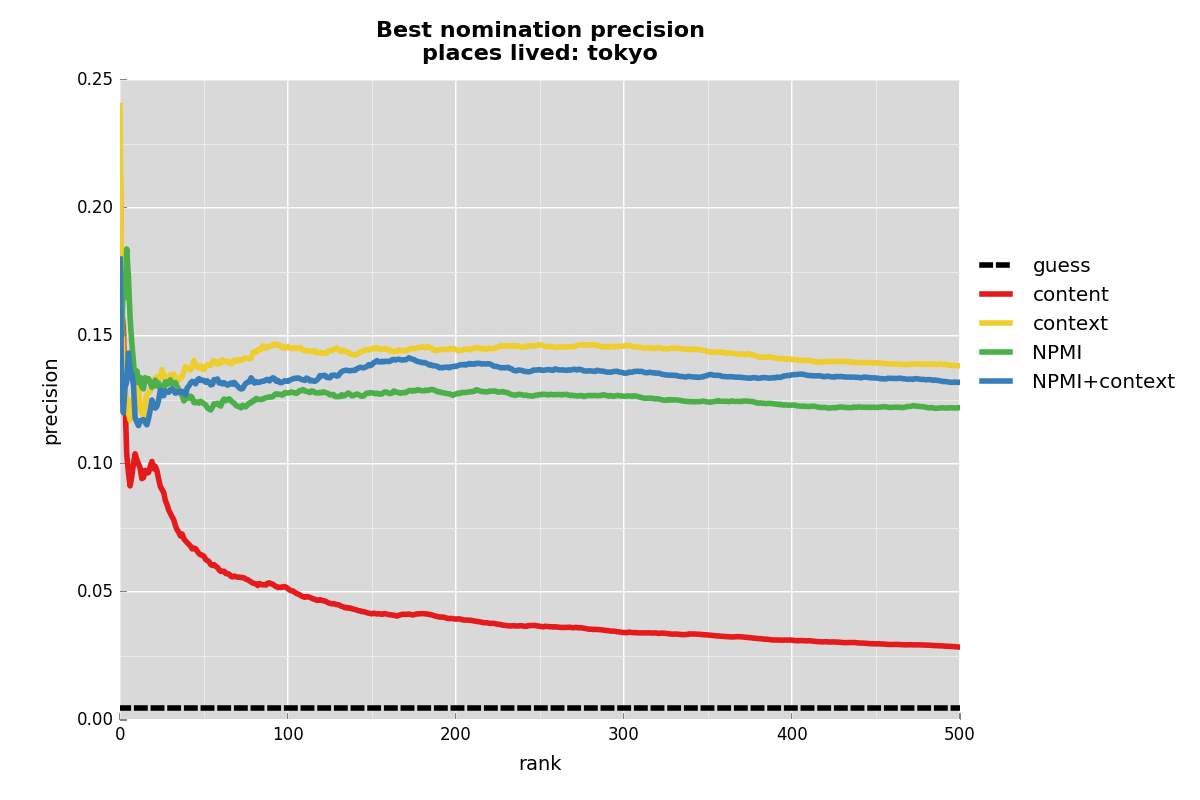 Best nomination precision
places lived: tokyo
0.25
0.20
0.15
0.10
0.05
0.00
precision
0 100 200 300 400 500
rank
guess
content
context
NPMI
NPMI+context